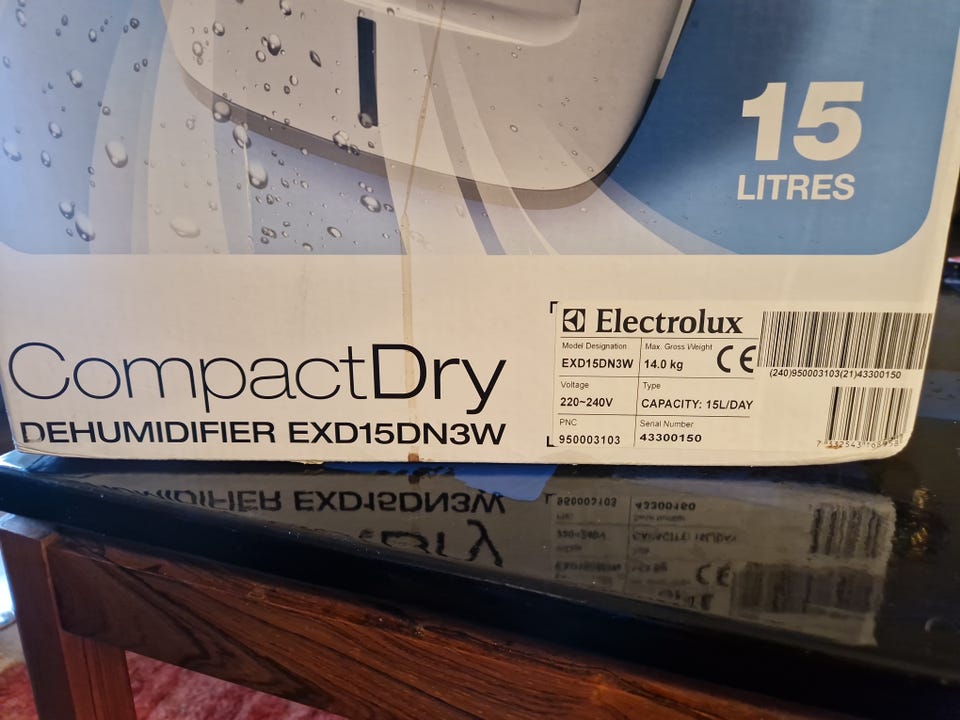 15
LITRES
CompactDry
DEHUMIDIFIER EXD15DN3W
Electrolux
Model Designation
EXD15DN3W
Max. Gross Weight
14.0 kg
CE
Voltage
220~240V
Type
CAPACITY: 15L/DAY
PNC
950003103
Serial Number
43300150
(240)950003103(21)43300150